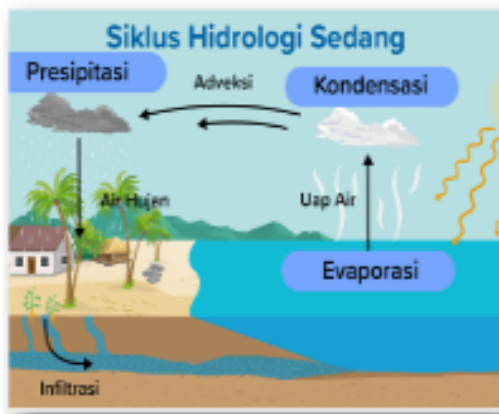 Siklus Hidrologi Sedang
Presipitasi
Adveksi
Kondensasi
Air Hujan
Uap Air
Evaporasi
Infiltrasi